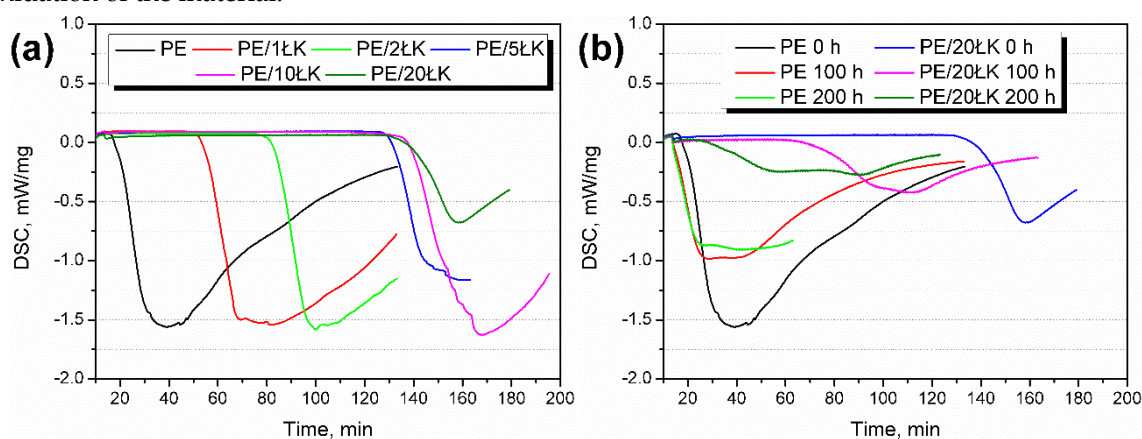 of the material.
(a)
PE PE/1ŁK PE/2ŁK PE/5ŁK
PE/10ŁK PE/20ŁK
DSC, mW/mg
1.0
0.5
0.0
-0.5
-1.0
-1.5
-2.0
20 40 60 80 100 120 140 160 180 200
Time, min
(b)
PE 0 h PE/20ŁK 0 h
PE 100 h PE/20ŁK 100 h
PE 200 h PE/20ŁK 200 h
DSC, mW/mg
1.0
0.5
0.0
-0.5
-1.0
-1.5
-2.0
20 40 60 80 100 120 140 160 180 200
Time, min